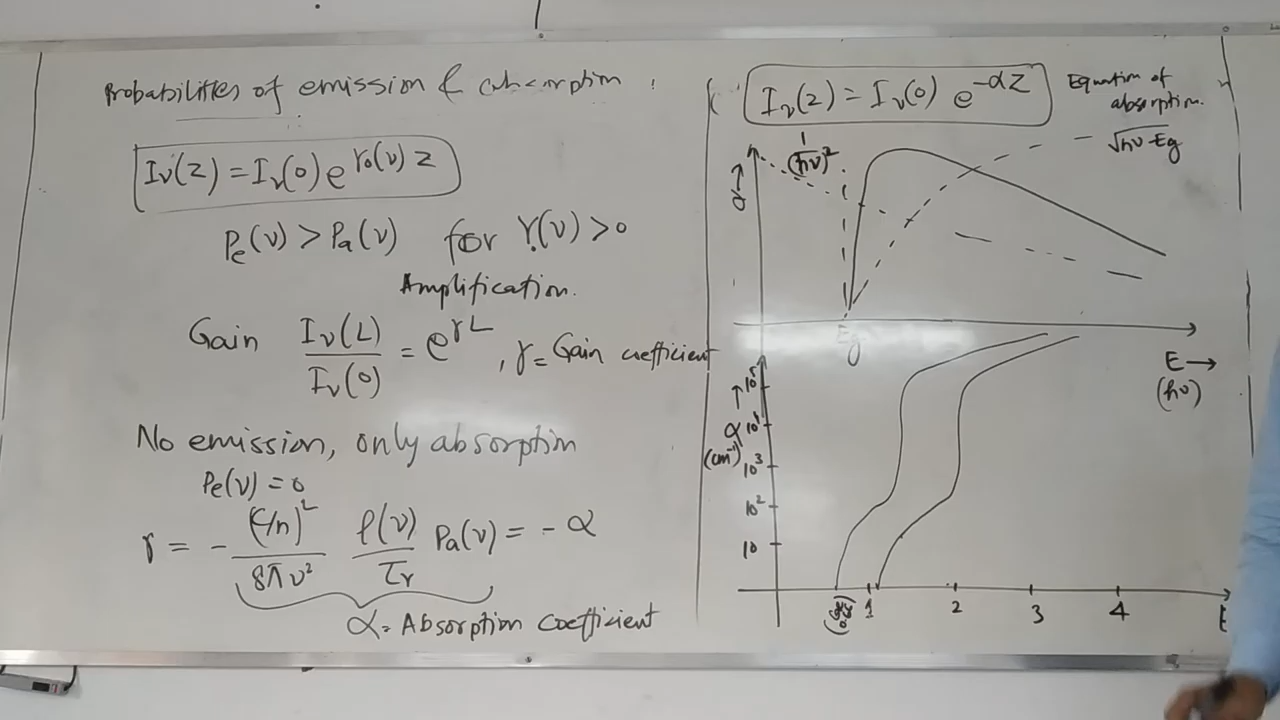 Probabilities of emission & absorption :
Iν(z) = Iν(0) e^γ₀(ν) z
Pe(ν) > Pa(ν) for γ(ν) > 0
Amplification.
Gain Iν(L) / Iν(0) = e^γL , γ = Gain coefficient
No emission, only absorption
Pe(ν) = 0
γ = - (c/n)² / 8πν² ρ(ν) / τr Pa(ν) = - α
α = Absorption coefficient
Iν(z) = Iν(0) e^-αz
Equation of
absorption.
1 / (hν)²
√hν-Eg
α →
Eg
E →
(hν)
α →
(cm⁻¹)
10⁵
10⁴
10³
10²
10
1 2 3 4 E